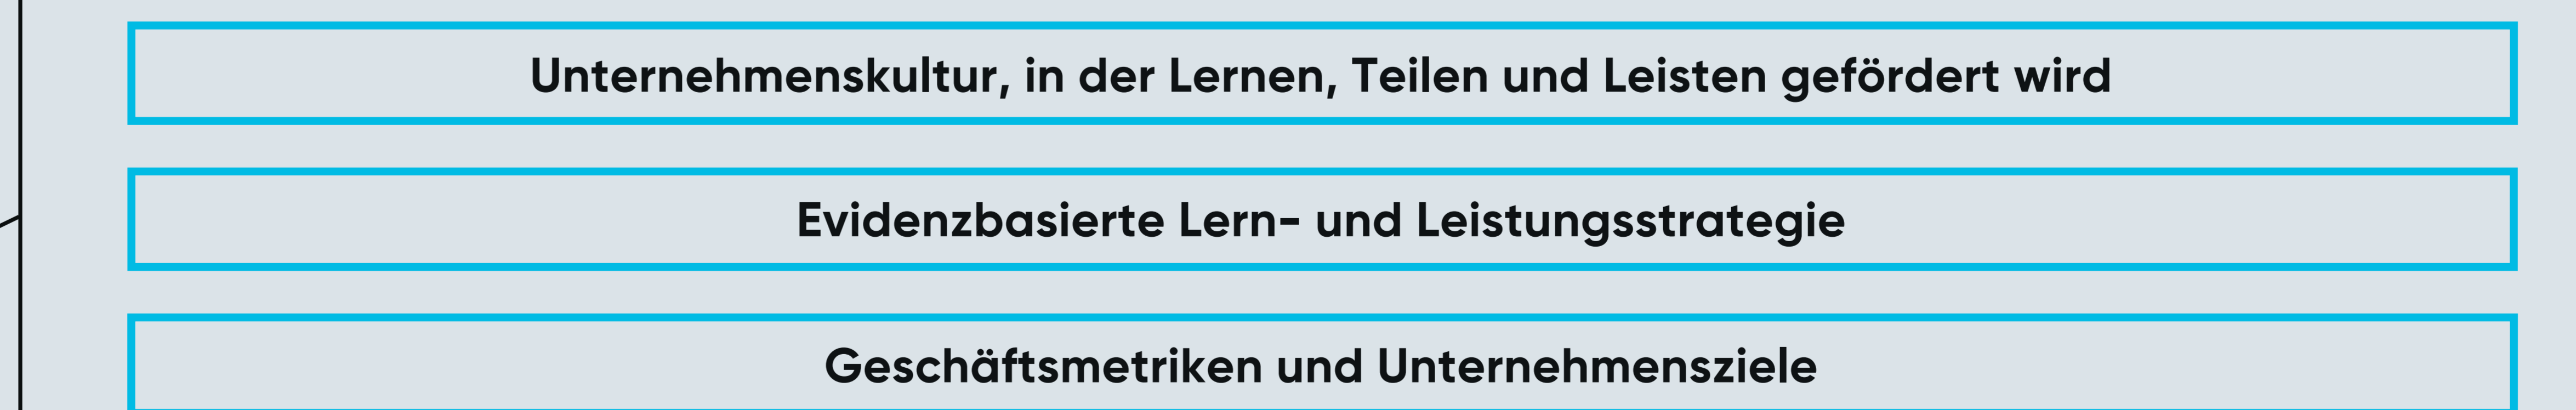 Unternehmenskultur, in der Lernen, Teilen und Leisten gefördert wird
Evidenzbasierte Lern- und Leistungsstrategie
Geschäftsmetriken und Unternehmensziele